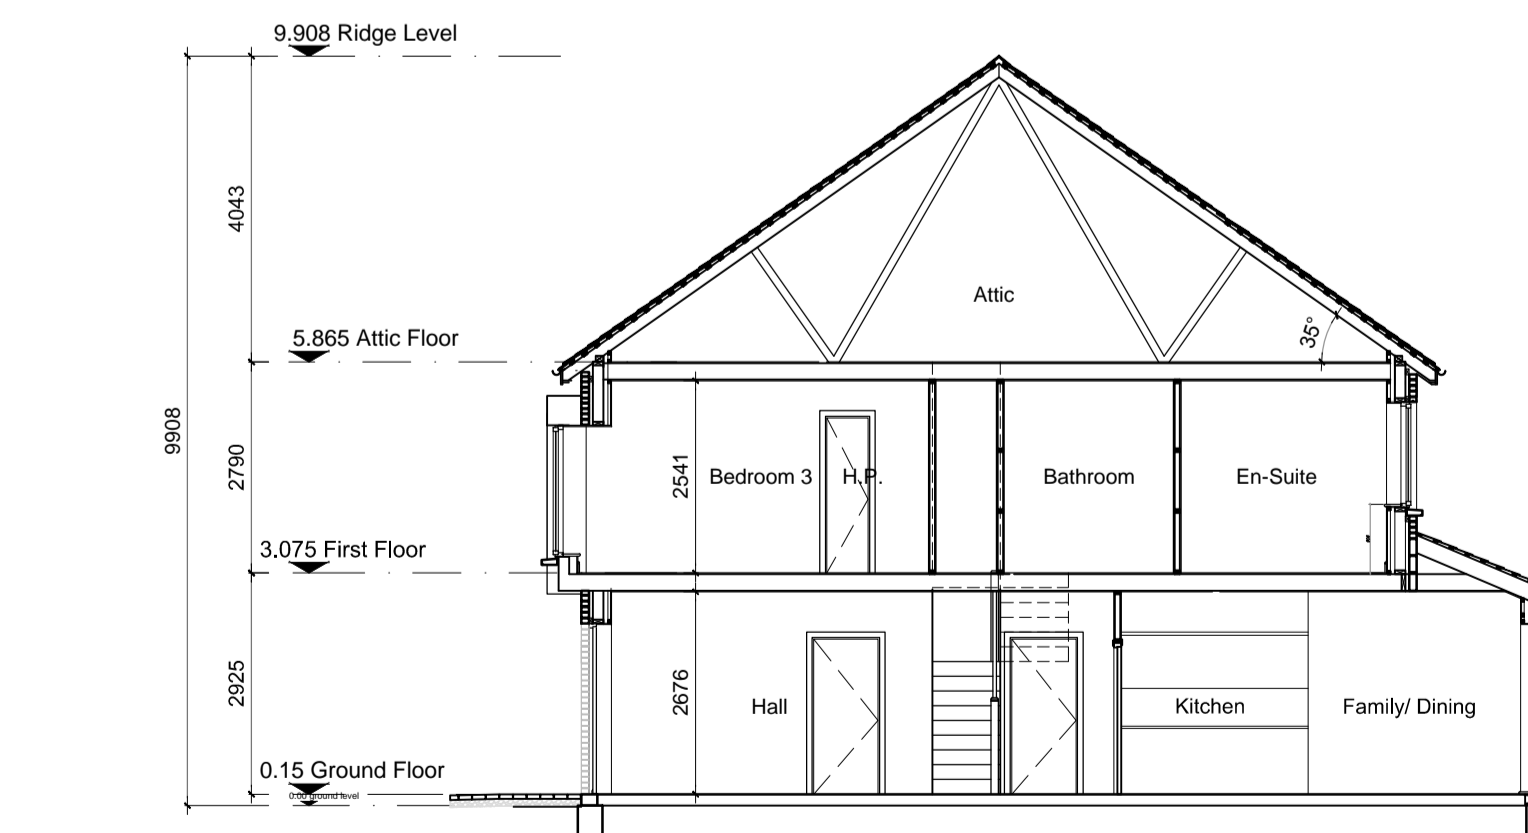 9.908 Ridge Level
4043
Attic
35°
5.865 Attic Floor
9908
2790
2541
Bedroom 3
H.P.
Bathroom
En-Suite
3.075 First Floor
2925
2676
Hall
Kitchen
Family/ Dining
0.15 Ground Floor
0.00 ground level